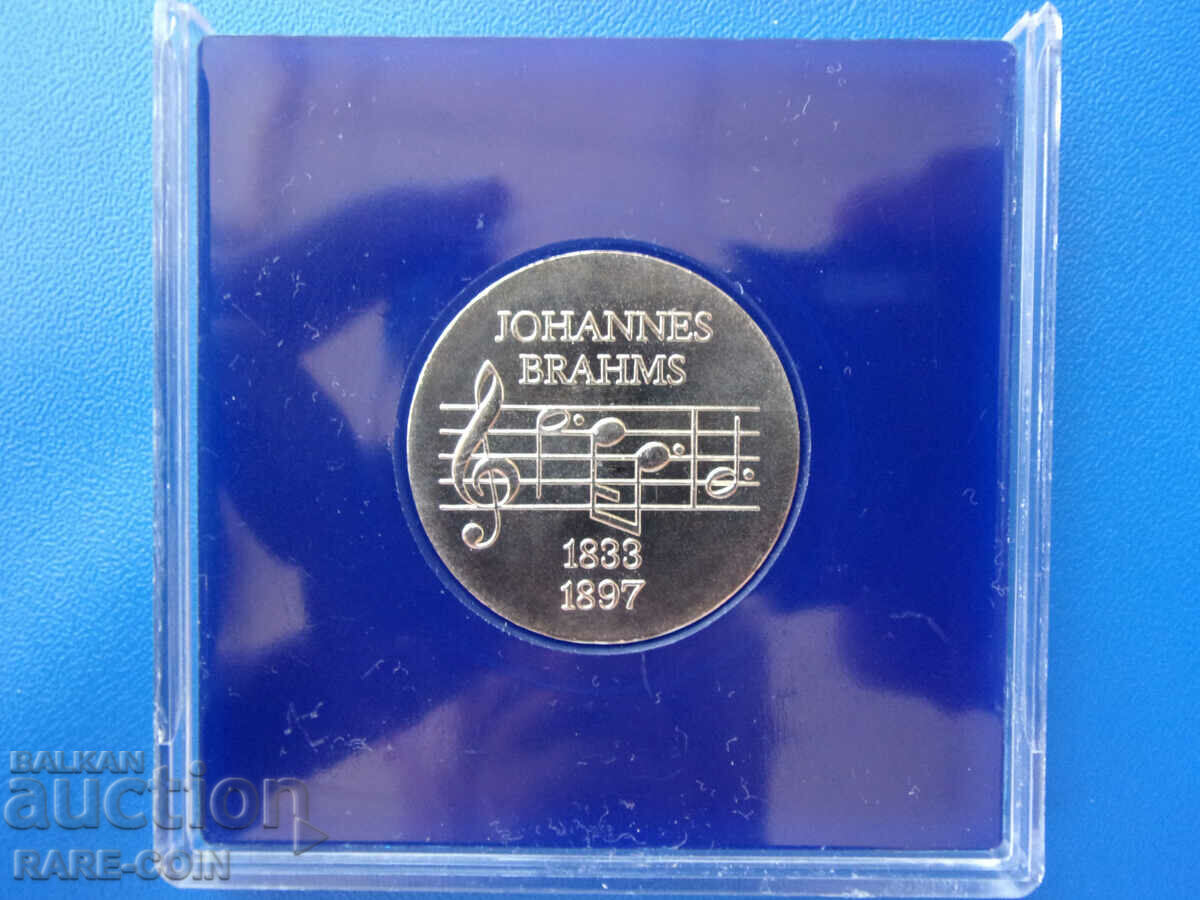 JOHANNES
BRAHMS
1833
1897
BALKAN
auction
RARE-COIN